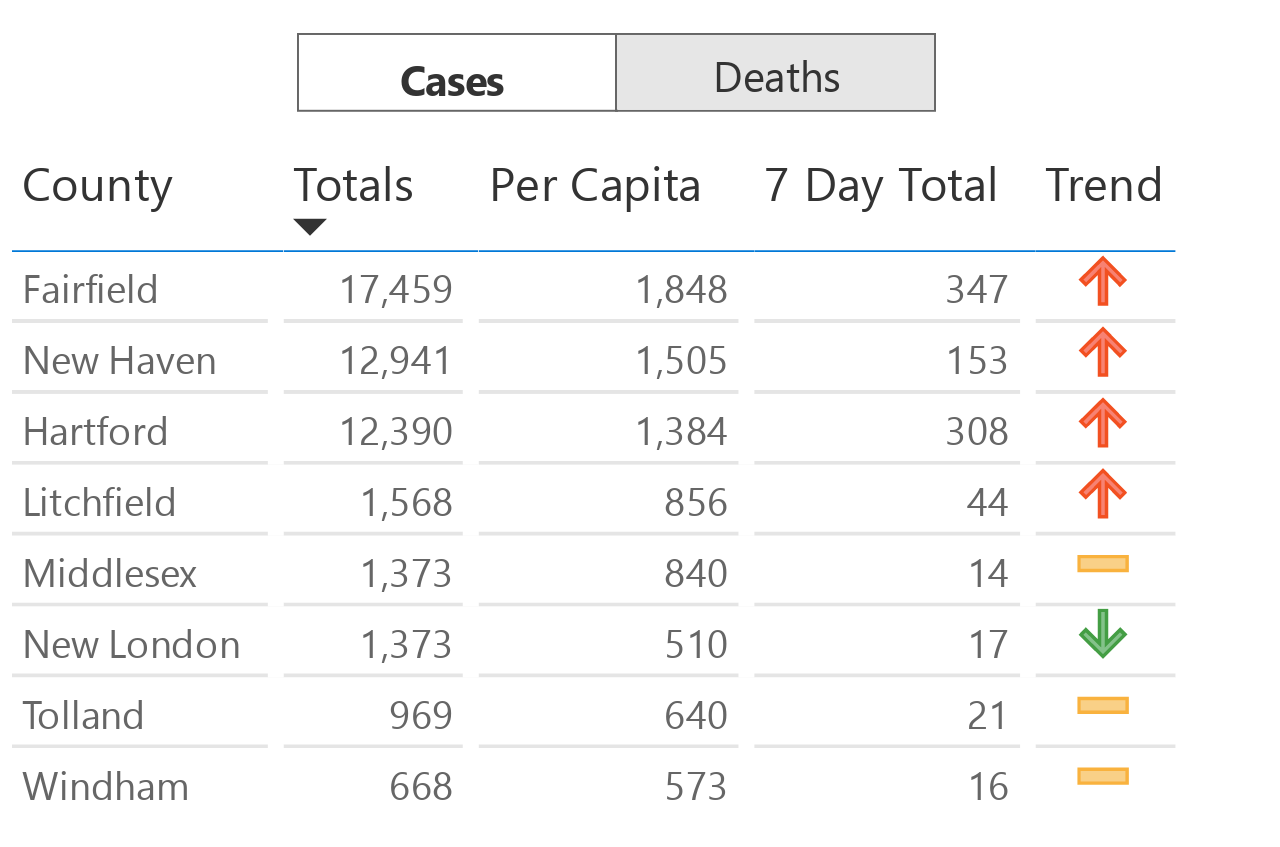 Cases Deaths
County Totals Per Capita 7 Day Total Trend
Fairfield 17,459 1,848 347
New Haven 12,941 1,505 153
Hartford 12,390 1,384 308
Litchfield 1,568 856 44
Middlesex 1,373 840 14
New London 1,373 510 17
Tolland 969 640 21
Windham 668 573 16